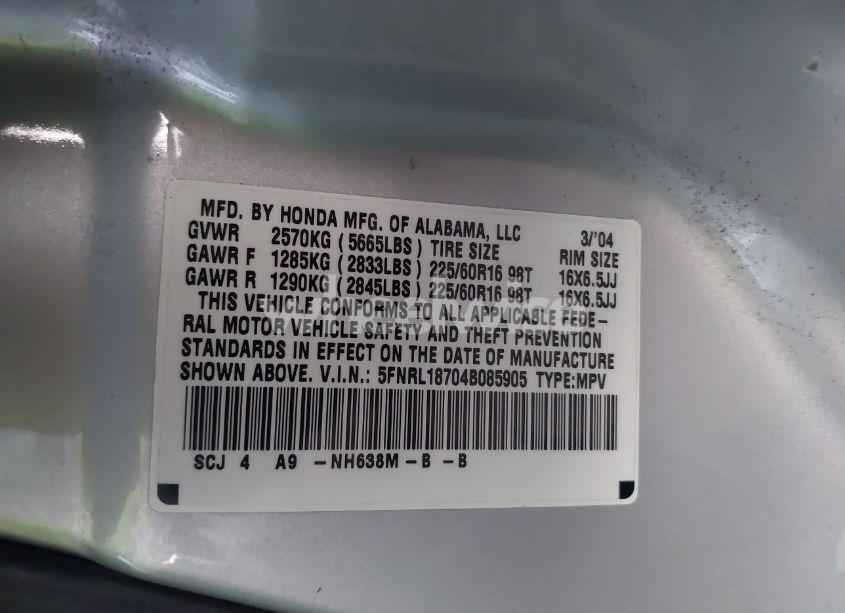 MFD. BY HONDA MFG. OF ALABAMA, LLC 3/'04
GVWR 2570KG (5665LBS) TIRE SIZE RIM SIZE
GAWR F 1285KG (2833LBS) 225/60R16 98T 16X6.5JJ
GAWR R 1290KG (2845LBS) 225/60R16 98T 16X6.5JJ
THIS VEHICLE CONFORMS TO ALL APPLICABLE FEDE-
RAL MOTOR VEHICLE SAFETY AND THEFT PREVENTION
STANDARDS IN EFFECT ON THE DATE OF MANUFACTURE
SHOWN ABOVE. V.I.N.: 5FNRL18704B085905 TYPE:MPV
SCJ 4 A9 -NH638M -B -B